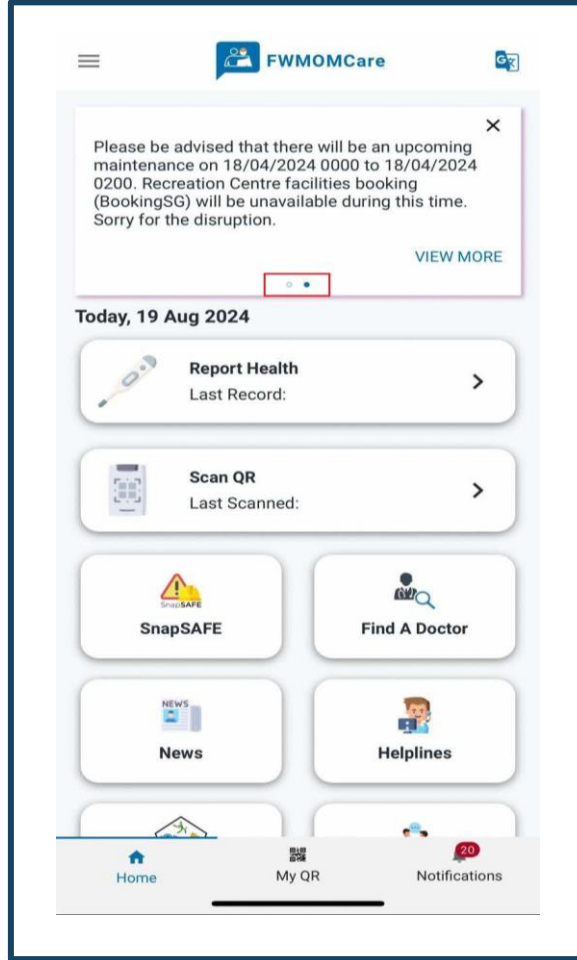 FWMOMCare
Please be advised that there will be an upcoming
maintenance on 18/04/2024 0000 to 18/04/2024
0200. Recreation Centre facilities booking
(BookingSG) will be unavailable during this time.
Sorry for the disruption.
VIEW MORE
Today, 19 Aug 2024
Report Health
Last Record:
Scan QR
Last Scanned:
SnapSAFE
SnapSAFE
Find A Doctor
NEWS
News
Helplines
20
Home
My QR
Notifications